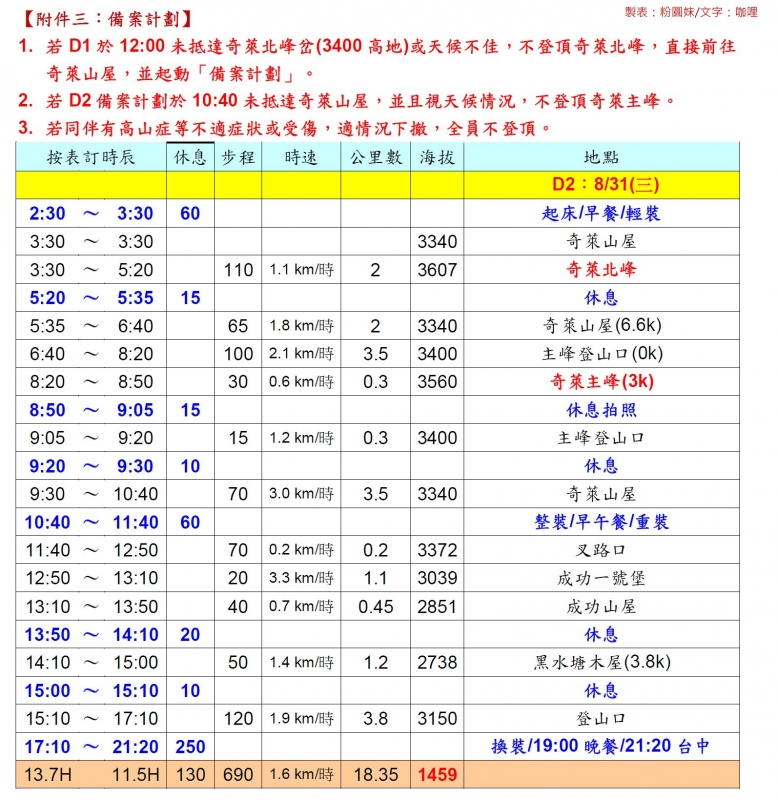 製表：粉圓妹/文字：咖哩
【附件三：備案計劃】
1. 若 D1 於 12:00 未抵達奇萊北峰岔(3400 高地)或天候不佳，不登頂奇萊北峰，直接前往
奇萊山屋，並起動「備案計劃」。
2. 若 D2 備案計劃於 10:40 未抵達奇萊山屋，並且視天候情況，不登頂奇萊主峰。
3. 若同伴有高山症等不適症狀或受傷，適情況下撤，全員不登頂。
按表訂時辰 休息 步程 時速 公里數 海拔 地點
D2：8/31(三)
2:30 ～ 3:30 60 起床/早餐/輕裝
3:30 ～ 3:30 3340 奇萊山屋
3:30 ～ 5:20 110 1.1 km/時 2 3607 奇萊北峰
5:20 ～ 5:35 15 休息
5:35 ～ 6:40 65 1.8 km/時 2 3340 奇萊山屋(6.6k)
6:40 ～ 8:20 100 2.1 km/時 3.5 3400 主峰登山口(0k)
8:20 ～ 8:50 30 0.6 km/時 0.3 3560 奇萊主峰(3k)
8:50 ～ 9:05 15 休息拍照
9:05 ～ 9:20 15 1.2 km/時 0.3 3400 主峰登山口
9:20 ～ 9:30 10 休息
9:30 ～ 10:40 70 3.0 km/時 3.5 3340 奇萊山屋
10:40 ～ 11:40 60 整裝/早午餐/重裝
11:40 ～ 12:50 70 0.2 km/時 0.2 3372 叉路口
12:50 ～ 13:10 20 3.3 km/時 1.1 3039 成功一號堡
13:10 ～ 13:50 40 0.7 km/時 0.45 2851 成功山屋
13:50 ～ 14:10 20 休息
14:10 ～ 15:00 50 1.4 km/時 1.2 2738 黑水塘木屋(3.8k)
15:00 ～ 15:10 10 休息
15:10 ～ 17:10 120 1.9 km/時 3.8 3150 登山口
17:10 ～ 21:20 250 換裝/19:00 晚餐/21:20 台中
13.7H 11.5H 130 690 1.6 km/時 18.35 1459